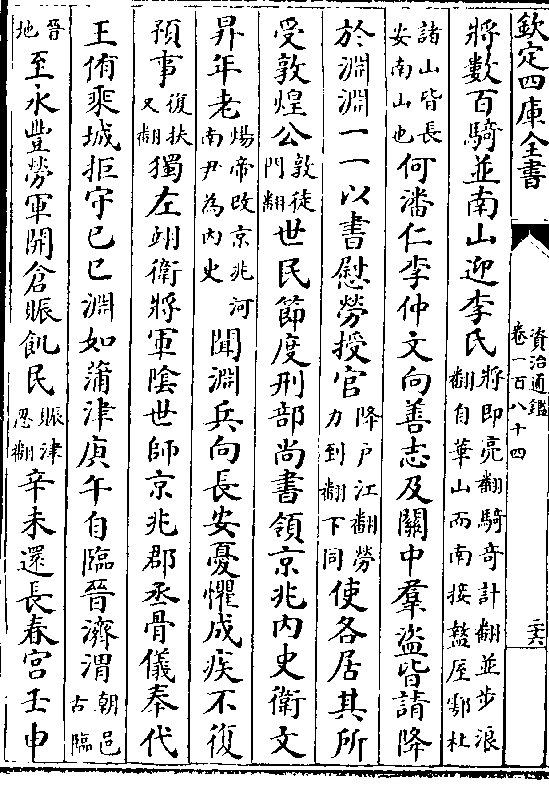 欽定四庫全書
資治通鑑
卷一百八十四
二六
將數百騎並南山迎李氏將即亮翻騎奇計翻並步浪翻自華山而南接盩厔鄠杜
諸山皆長安南山也何潘仁李仲文向善志及關中羣盜皆請降
於淵淵一一以書慰勞授官降戶江翻勞力到翻下同使各居其所
受敦煌公敦徒門翻世民節度刑部尚書領京兆內史衛文
昇年老煬帝改京兆河南尹為內史聞淵兵向長安憂懼成疾不復
預事復扶又翻獨左翊衛將軍陰世師京兆郡丞骨儀奉代
王侑乘城拒守己巳淵如蒲津庚午自臨晉濟渭朝邑古臨
晉地至永豐勞軍開倉賑飢民賑津忍翻辛未還長春宮壬申